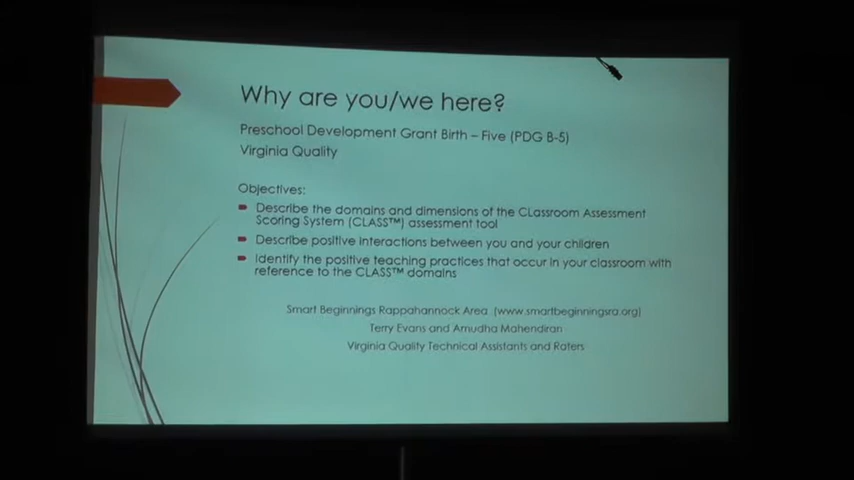 Why are you/we here?
Preschool Development Grant Birth – Five (PDG B-5)
Virginia Quality
Objectives:
Describe the domains and dimensions of the CLassroom Assessment
Scoring System (CLASS™) assessment tool
Describe positive interactions between you and your children
Identify the positive teaching practices that occur in your classroom with
reference to the CLASS™ domains
Smart Beginnings Rappahannock Area (www.smartbeginningsra.org)
Terry Evans and Amudha Mahendiran
Virginia Quality Technical Assistants and Raters